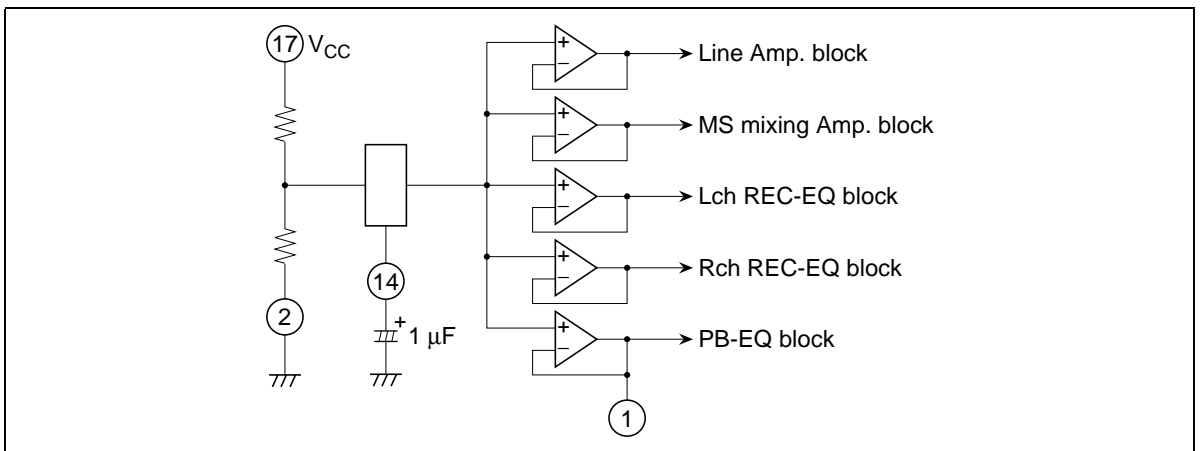 17 VCC
+
−
Line Amp. block
+
−
MS mixing Amp. block
+
−
Lch REC-EQ block
+
−
Rch REC-EQ block
14
2
+
1 μF
+
−
PB-EQ block
1